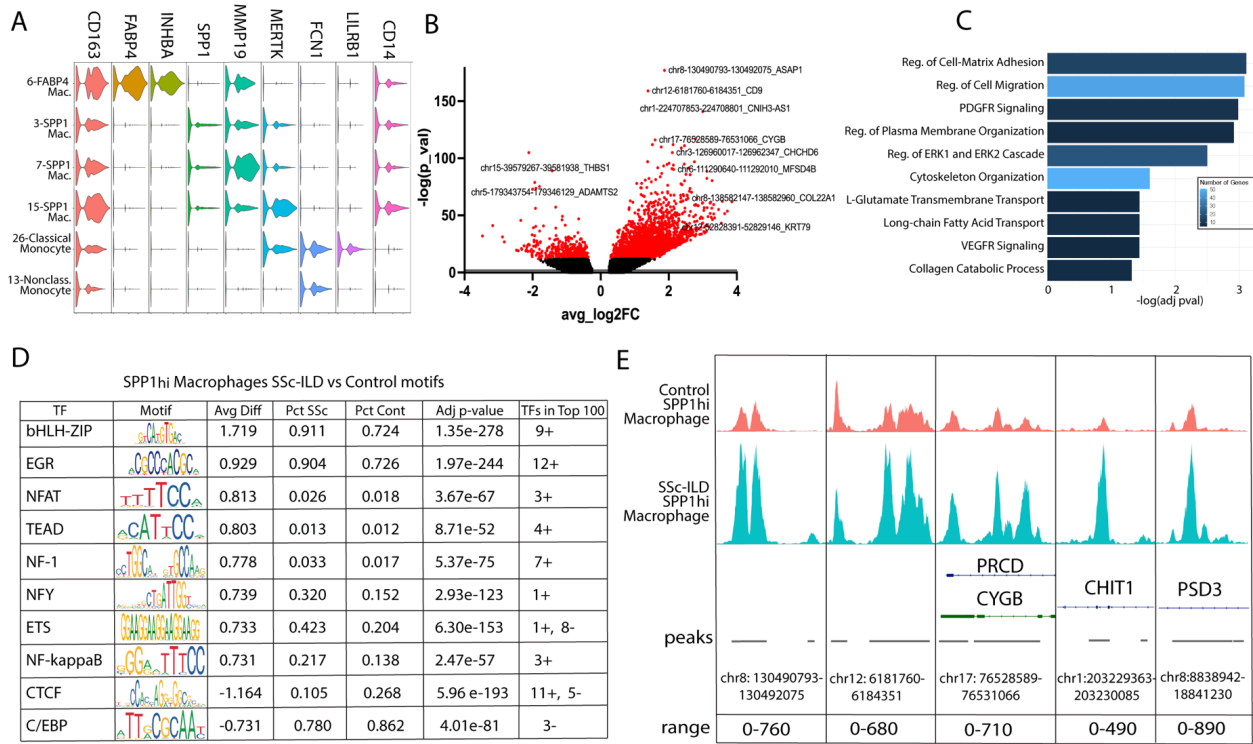 A
CD163
FABP4
INHBA
SPP1
MMP19
MERTK
FCN1
LILRB1
CD14
6-FABP4
Mac.
3-SPP1
Mac.
7-SPP1
Mac.
15-SPP1
Mac.
26-Classical
Monocyte
13-Nonclass.
Monocyte
B
-log(p_val)
150
100
50
0
chr8-130490793-130492075_ASAP1
chr12-6181760-6184351_CD9
chr1-224707853-224708801_CNIH3-AS1
chr17-76528589-76531066_CYGB
chr3-126960017-126962347_CHCHD6
chr15-39579267-39581938_THBS1
chr6-111290640-111292010_MFSD4B
chr5-179343754-179346129_ADAMTS2
chr8-138582147-138582960_COL22A1
52828391-52829146_KRT79
-4
-2
0
2
4
avg_log2FC
C
Reg. of Cell-Matrix Adhesion
Reg. of Cell Migration
PDGFR Signaling
Reg. of Plasma Membrane Organization
Reg. of ERK1 and ERK2 Cascade
Cytoskeleton Organization
L-Glutamate Transmembrane Transport
Long-chain Fatty Acid Transport
VEGFR Signaling
Collagen Catabolic Process
Number of Genes
50
40
30
20
10
0
-1
-2
-3
-log(adj pval)
D
SPP1hi Macrophages SSc-ILD vs Control motifs
TF Motif Avg Diff Pct SSc Pct Cont Adj p-value TFs in Top 100
bHLH-ZIP 1.719 0.911 0.724 1.35e-278 9+
EGR 0.929 0.904 0.726 1.97e-244 12+
NFAT 0.813 0.026 0.018 3.67e-67 3+
TEAD 0.803 0.013 0.012 8.71e-52 4+
NF-1 0.778 0.033 0.017 5.37e-75 7+
NFY 0.739 0.320 0.152 2.93e-123 1+
ETS 0.733 0.423 0.204 6.30e-153 1+, 8-
NF-kappaB 0.731 0.217 0.138 2.47e-57 3+
CTCF -1.164 0.105 0.268 5.96 e-193 11+, 5-
C/EBP -0.731 0.780 0.862 4.01e-81 3-
E
Control
SPP1hi
Macrophage
SSc-ILD
SPP1hi
Macrophage
PRCD
CYGB
CHIT1
PSD3
peaks
chr8: 130490793-
130492075
chr12: 6181760-
6184351
chr17: 76528589-
76531066
chr1:203229363-
203230085
chr8:8838942-
18841230
range 0-760 0-680 0-710 0-490 0-890